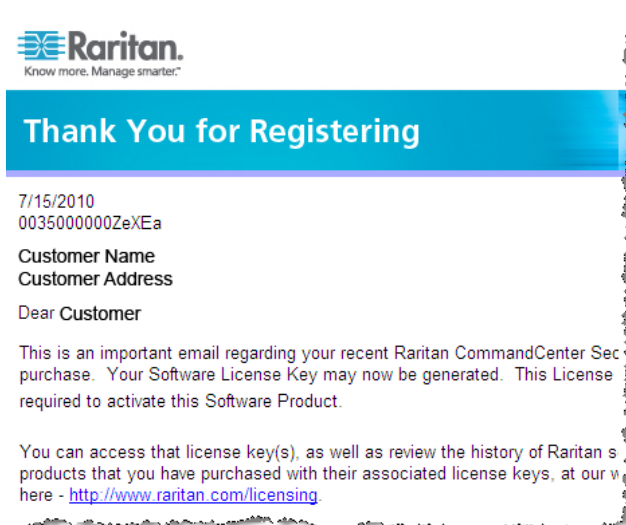 Raritan.
Know more. Manage smarter.™
Thank You for Registering
7/15/2010
0035000000ZeXEa
Customer Name
Customer Address
Dear Customer
This is an important email regarding your recent Raritan CommandCenter Sec
purchase. Your Software License Key may now be generated. This License
required to activate this Software Product.
You can access that license key(s), as well as review the history of Raritan s
products that you have purchased with their associated license keys, at our w
here - http://www.raritan.com/licensing.